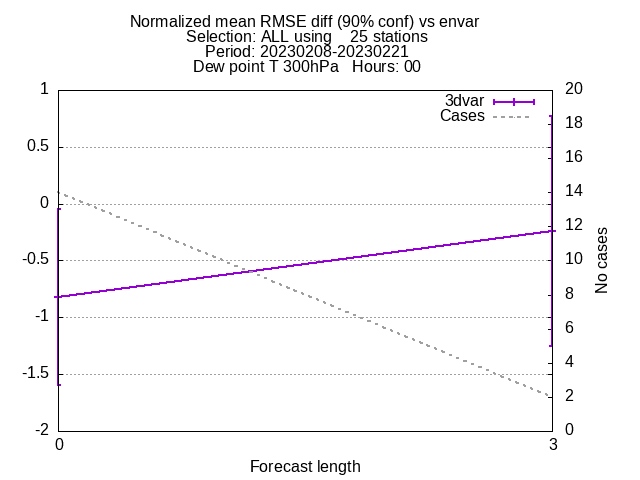 Normalized mean RMSE diff (90% conf) vs envar
Selection: ALL using    25 stations
Period: 20230208-20230221
Dew point T 300hPa   Hours: 00
1
0.5
0
-0.5
-1
-1.5
-2
3dvar
Cases
20
18
16
14
12
10
8
6
4
2
0
No cases
0
3
Forecast length